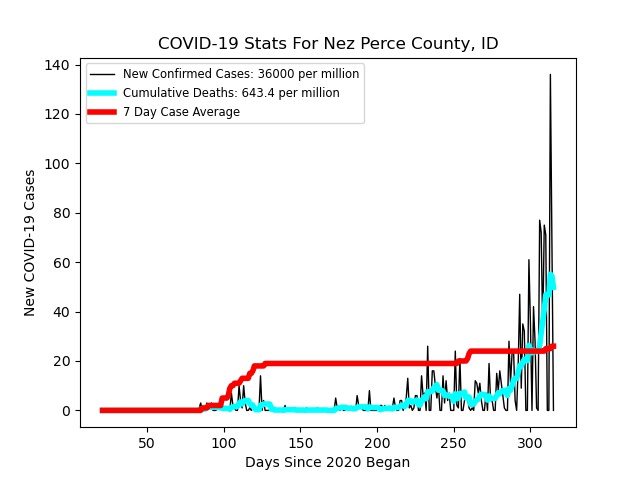 COVID-19 Stats For Nez Perce County, ID
New Confirmed Cases: 36000 per million
Cumulative Deaths: 643.4 per million
7 Day Case Average
140
120
100
80
60
40
20
0
New COVID-19 Cases
50 100 150 200 250 300
Days Since 2020 Began